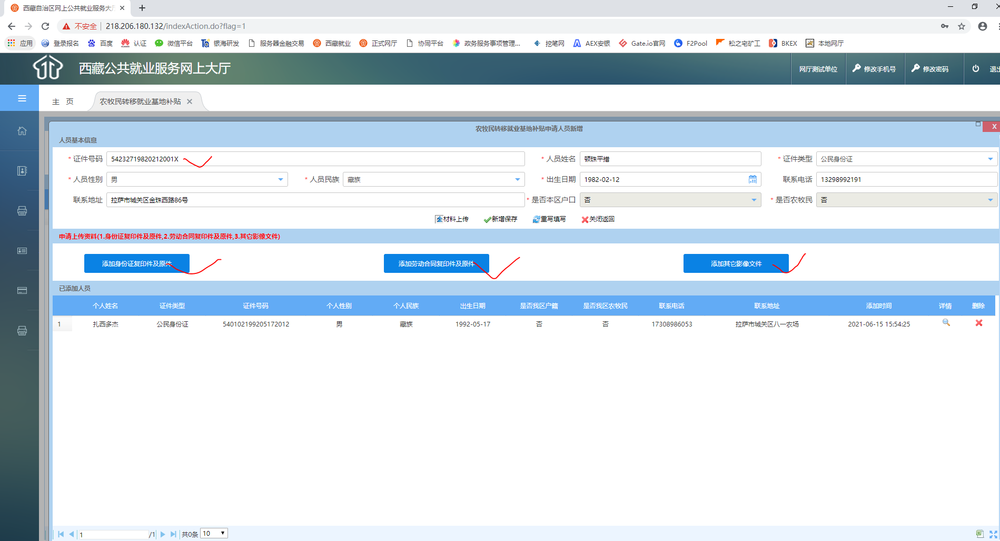 西藏自治区网上公共就业服务大厅
不安全 218.206.180.132/indexAction.do?flag=1
应用 登录报名 百度 认证 微信平台 银海研发 服务器金融交易 西藏就业 正式网厅 协同平台 政务服务事项管理... 挖笔网 AEX安银 Gate.io官网 F2Pool 松之宅矿工 BKEX 本地网厅
西藏公共就业服务网上大厅 网厅测试单位 修改手机号 修改密码 退出
主 页 农牧民转移就业基地补贴
农牧民转移就业基地补贴申请人员新增 X
人员基本信息
* 证件号码 54232719820212001X * 人员姓名 顿珠平措 * 证件类型 公民身份证
* 人员性别 男 * 人员民族 藏族 * 出生日期 1982-02-12 联系电话 13298992191
联系地址 拉萨市城关区金珠西路86号 * 是否本区户口 否 * 是否农牧民 否
材料上传 新增保存 重写填写 关闭返回
申请上传资料(1.身份证复印件及原件,2.劳动合同复印件及原件,3.其它影像文件)
添加身份证复印件及原件 添加劳动合同复印件及原件 添加其它影像文件
已添加人员
个人姓名 证件类型 证件号码 个人性别 个人民族 出生日期 是否我区户籍 是否我区农牧民 联系电话 联系地址 添加时间 详情 删除
1 扎西多杰 公民身份证 540102199205172012 男 藏族 1992-05-17 否 否 17308986053 拉萨市城关区八一农场 2021-06-15 15:54:25
1 /1 共0条 10